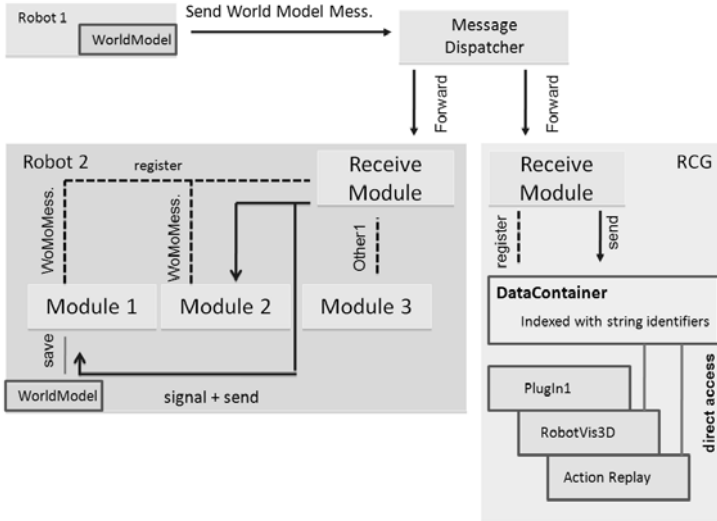 Robot 1
WorldModel
Send World Model Mess.
Message
Dispatcher
Forward
Forward
Robot 2
register
Receive
Module
WoMoMess.
WoMoMess.
Other1
Module 1
Module 2
Module 3
save
WorldModel
signal + send
RCG
Receive
Module
register
send
DataContainer
Indexed with string identifiers
PlugIn1
RobotVis3D
Action Replay
direct access